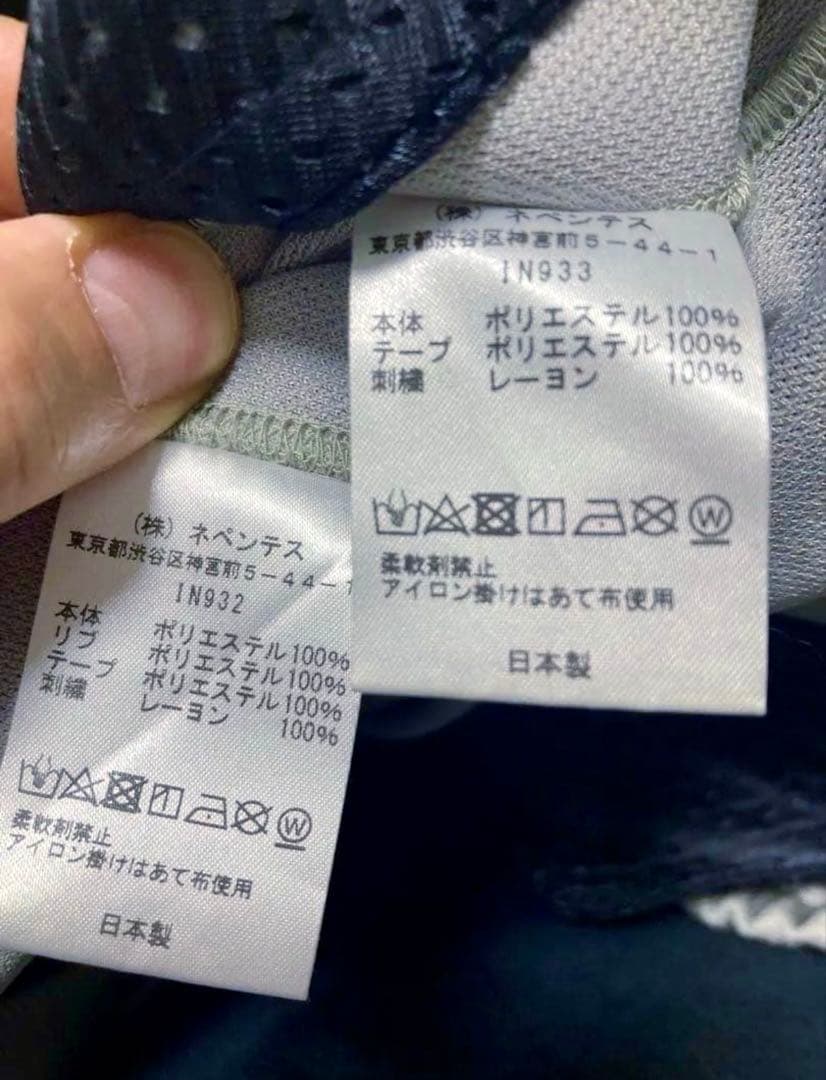 (株) ネペンテス
東京都渋谷区神宮前5-44-1
IN933
本体 ポリエステル100%
テープ ポリエステル100%
刺繍 レーヨン 100%
W
柔軟剤禁止
アイロン掛けはあて布使用
日本製
(株) ネペンテス
東京都渋谷区神宮前5-44-1
IN932
本体 ポリエステル100%
リブ ポリエステル100%
テープ ポリエステル100%
刺繍 レーヨン 100%
W
柔軟剤禁止
アイロン掛けはあて布使用
日本製